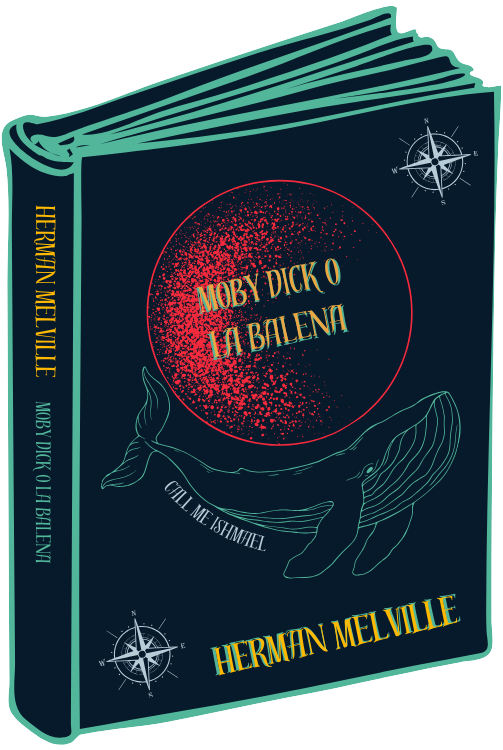 HERMAN MELVILLE
MOBY DICK O LA BALENA
N
W E
S
MOBY DICK O
LA BALENA
CALL ME ISHMAEL
HERMAN MELVILLE
N
W E
S